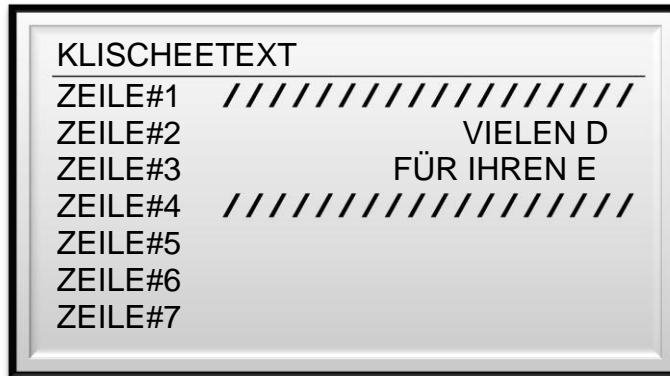 KLISCHEETEXT
ZEILE#1 //////////////////
ZEILE#2 VIELEN D
ZEILE#3 FÜR IHREN E
ZEILE#4 //////////////////
ZEILE#5
ZEILE#6
ZEILE#7